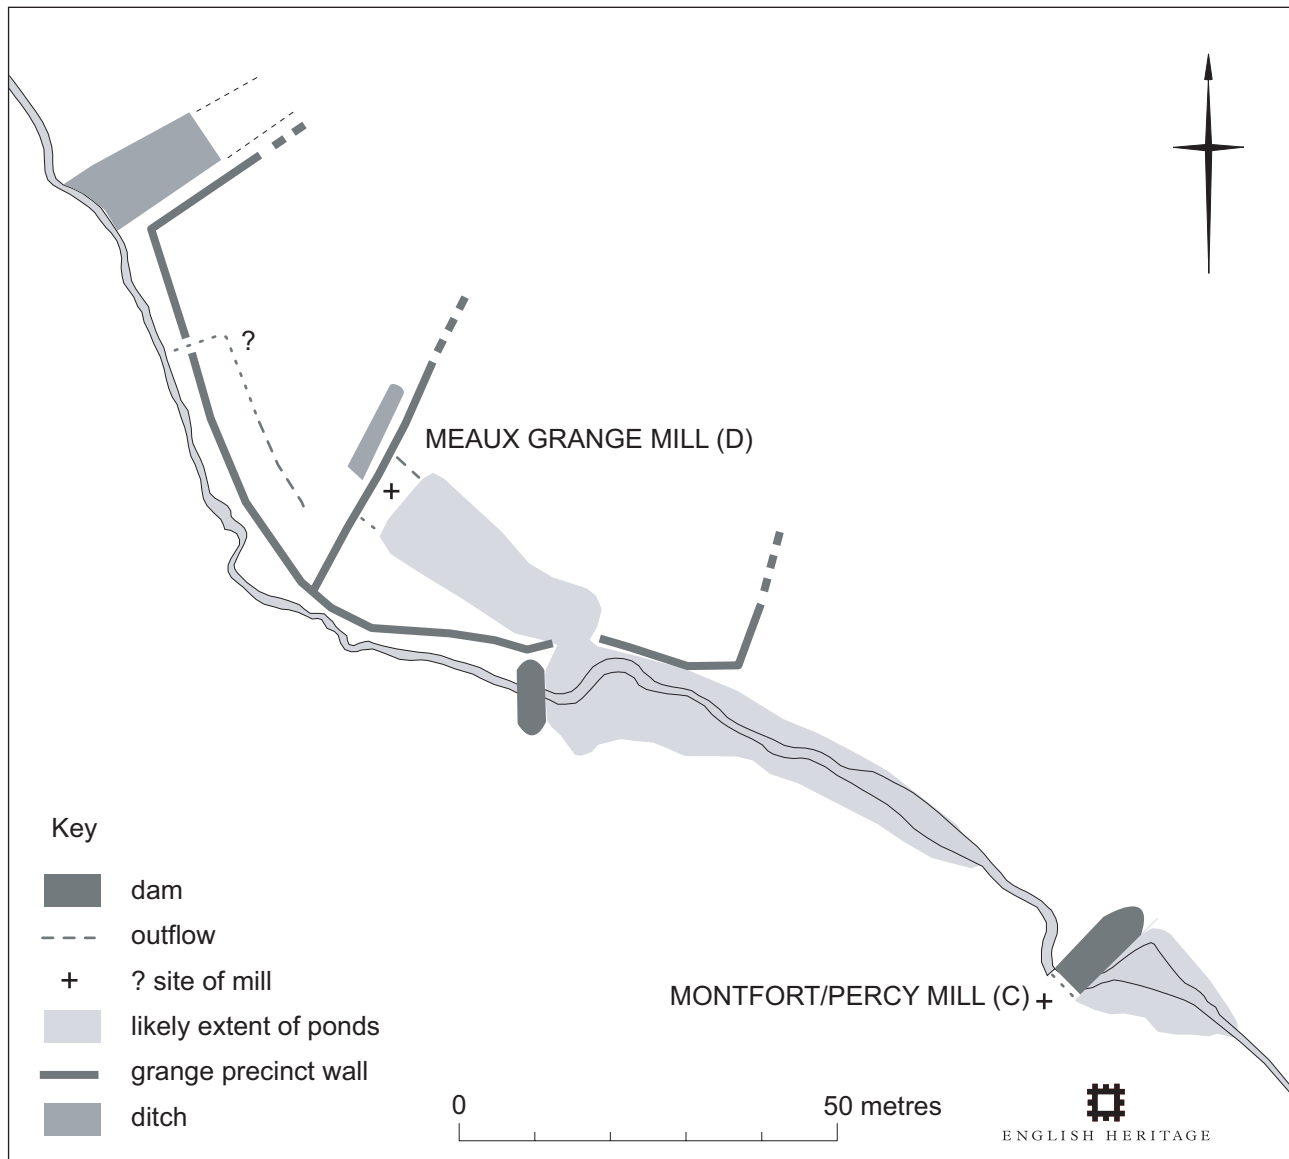 ?
MEAUX GRANGE MILL (D)
MONTFORT/PERCY MILL (C)
Key
dam
outflow
? site of mill
likely extent of ponds
grange precinct wall
ditch
0 50 metres
ENGLISH HERITAGE